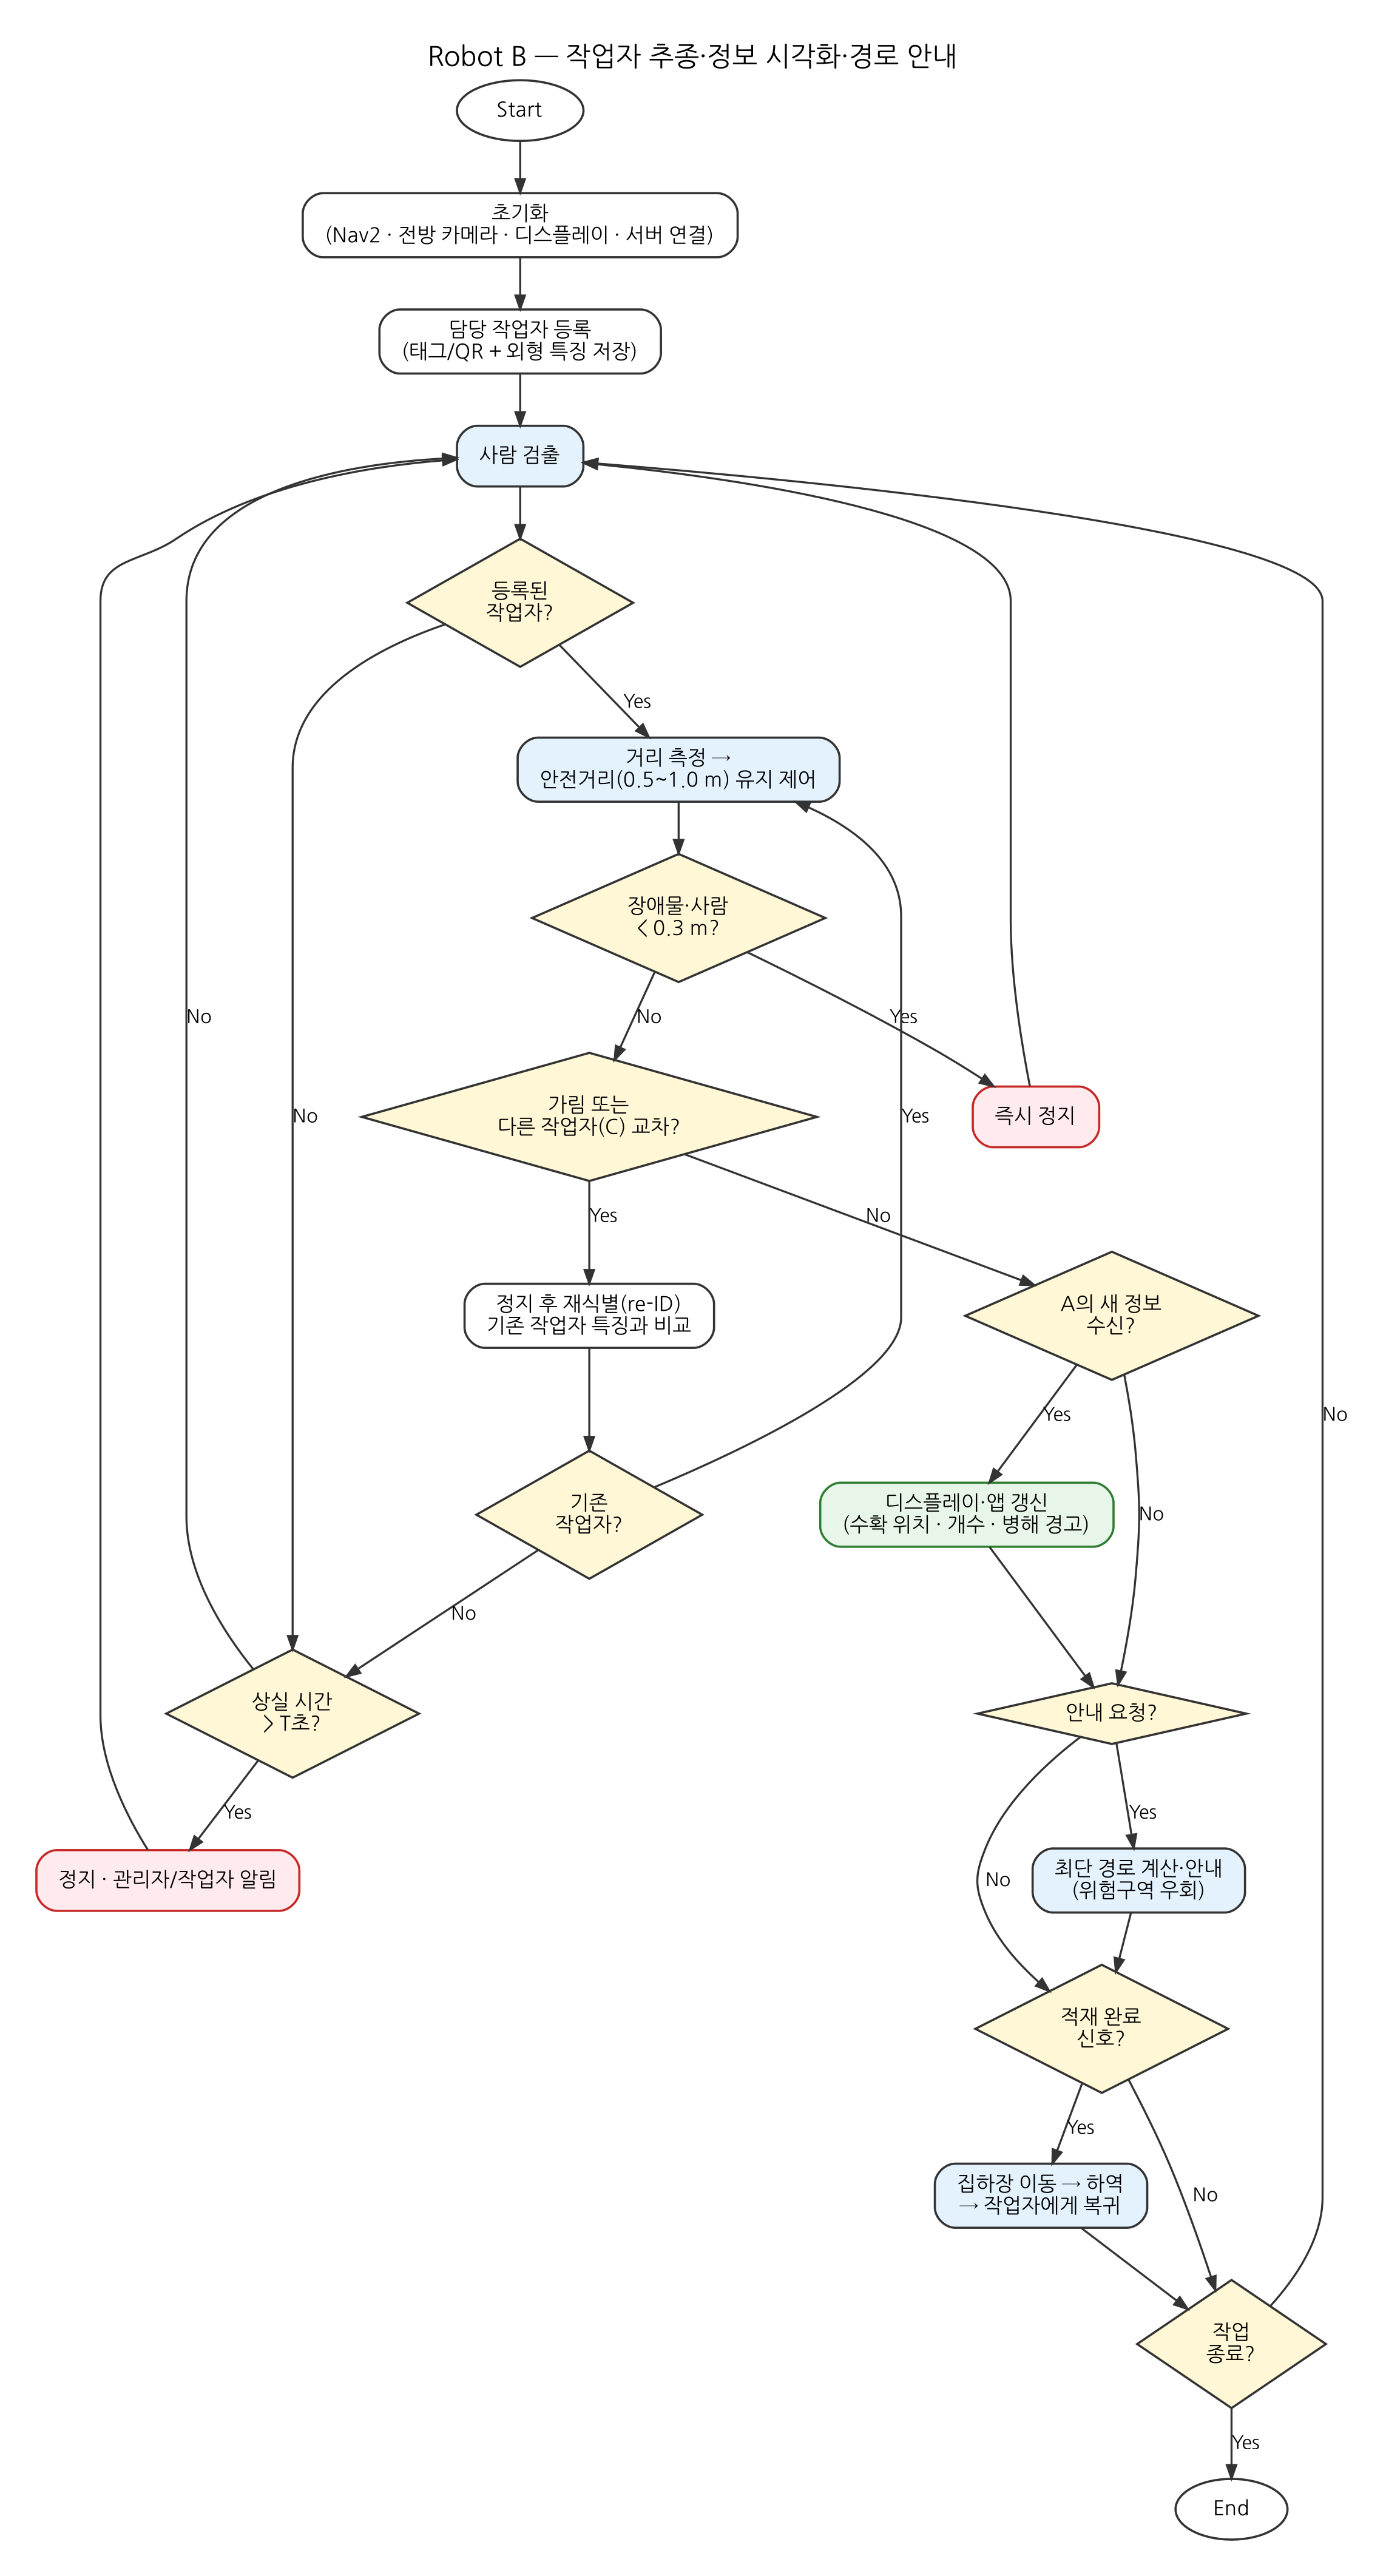 Robot B — 작업자 추종·정보 시각화·경로 안내
Start
초기화
(Nav2 · 전방 카메라 · 디스플레이 · 서버 연결)
담당 작업자 등록
(태그/QR + 외형 특징 저장)
사람 검출
등록된
작업자?
Yes
거리 측정 →
안전거리(0.5~1.0 m) 유지 제어
장애물·사람
< 0.3 m?
No
No
Yes
가림 또는
다른 작업자(C) 교차?
No
Yes
즉시 정지
Yes
No
정지 후 재식별(re-ID)
기존 작업자 특징과 비교
A의 새 정보
수신?
Yes
No
기존
작업자?
디스플레이·앱 갱신
(수확 위치 · 개수 · 병해 경고)
No
No
상실 시간
> T초?
안내 요청?
Yes
Yes
정지 · 관리자/작업자 알림
No
최단 경로 계산·안내
(위험구역 우회)
적재 완료
신호?
Yes
No
집하장 이동 → 하역
→ 작업자에게 복귀
작업
종료?
Yes
End